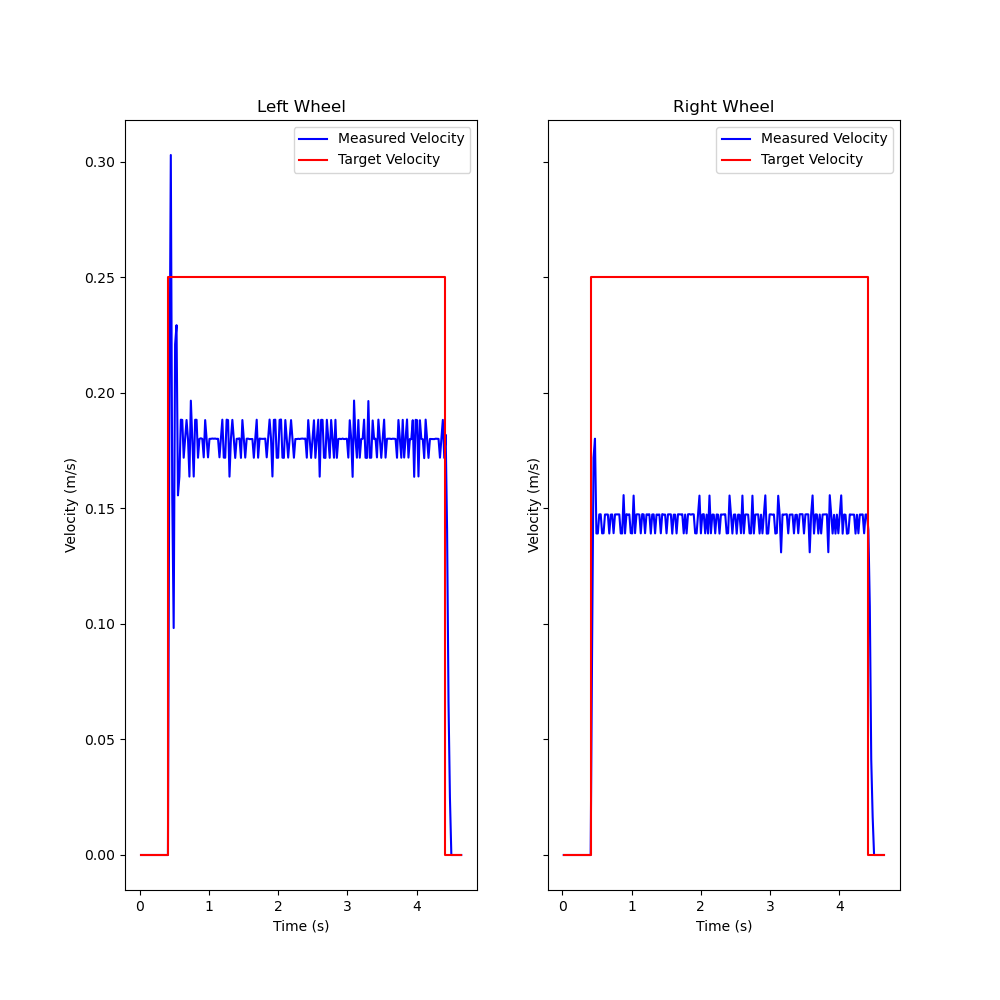 Left Wheel
Measured Velocity
Target Velocity
0.30
0.25
0.20
0.15
0.10
0.05
0.00
Velocity (m/s)
0 1 2 3 4
Time (s)
Right Wheel
Measured Velocity
Target Velocity
Velocity (m/s)
0 1 2 3 4
Time (s)